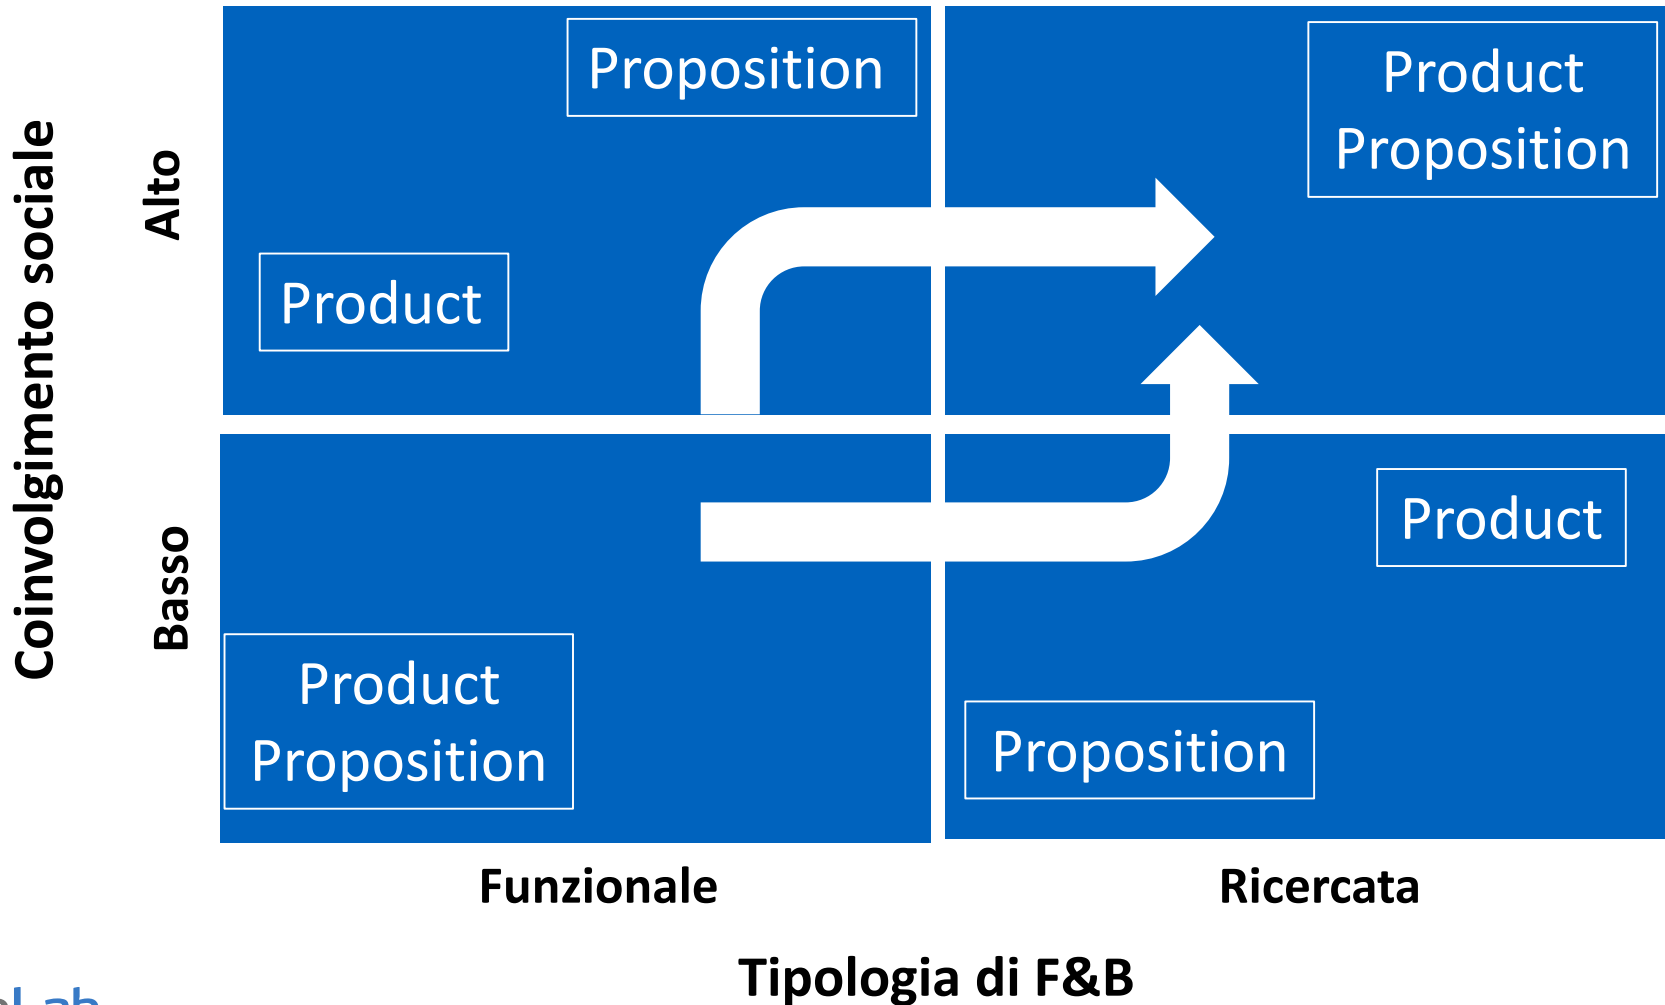 Coinvolgimento sociale
Alto
Proposition
Product
Product
Proposition
Basso
Product
Proposition
Product
Proposition
Funzionale
Ricercata
Tipologia di F&B